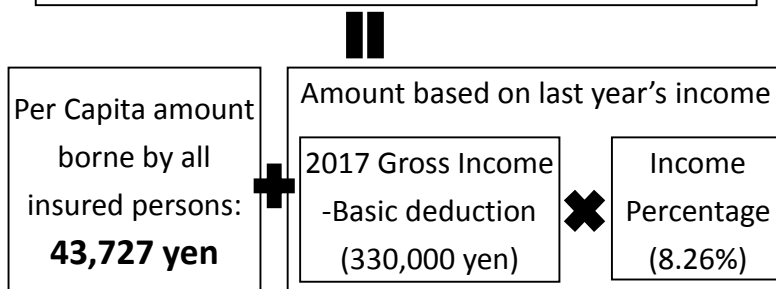 Per Capita amount
borne by all
insured persons:
43,727 yen
Amount based on last year's income
2017 Gross Income
-Basic deduction
(330,000 yen)
Income
Percentage
(8.26%)